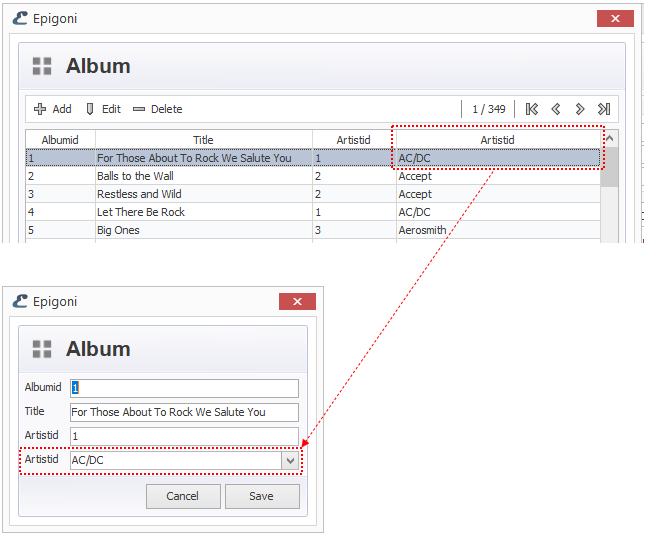 Epigoni
Album
Add Edit Delete 1 / 349
Albumid Title Artistid Artistid
1 For Those About To Rock We Salute You 1 AC/DC
2 Balls to the Wall 2 Accept
3 Restless and Wild 2 Accept
4 Let There Be Rock 1 AC/DC
5 Big Ones 3 Aerosmith
Epigoni
Album
Albumid 1
Title For Those About To Rock We Salute You
Artistid 1
Artistid AC/DC
Cancel Save